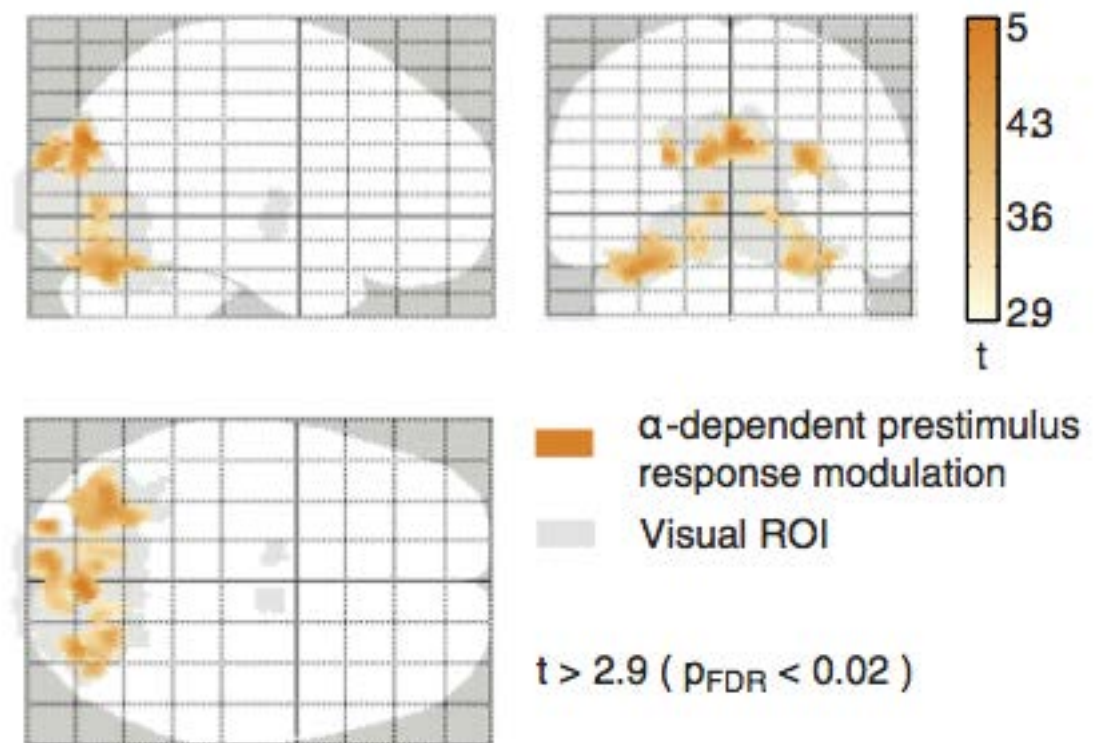 5
43
36
29
t
α-dependent prestimulus
response modulation
Visual ROI
t > 2.9 ( pFDR < 0.02 )